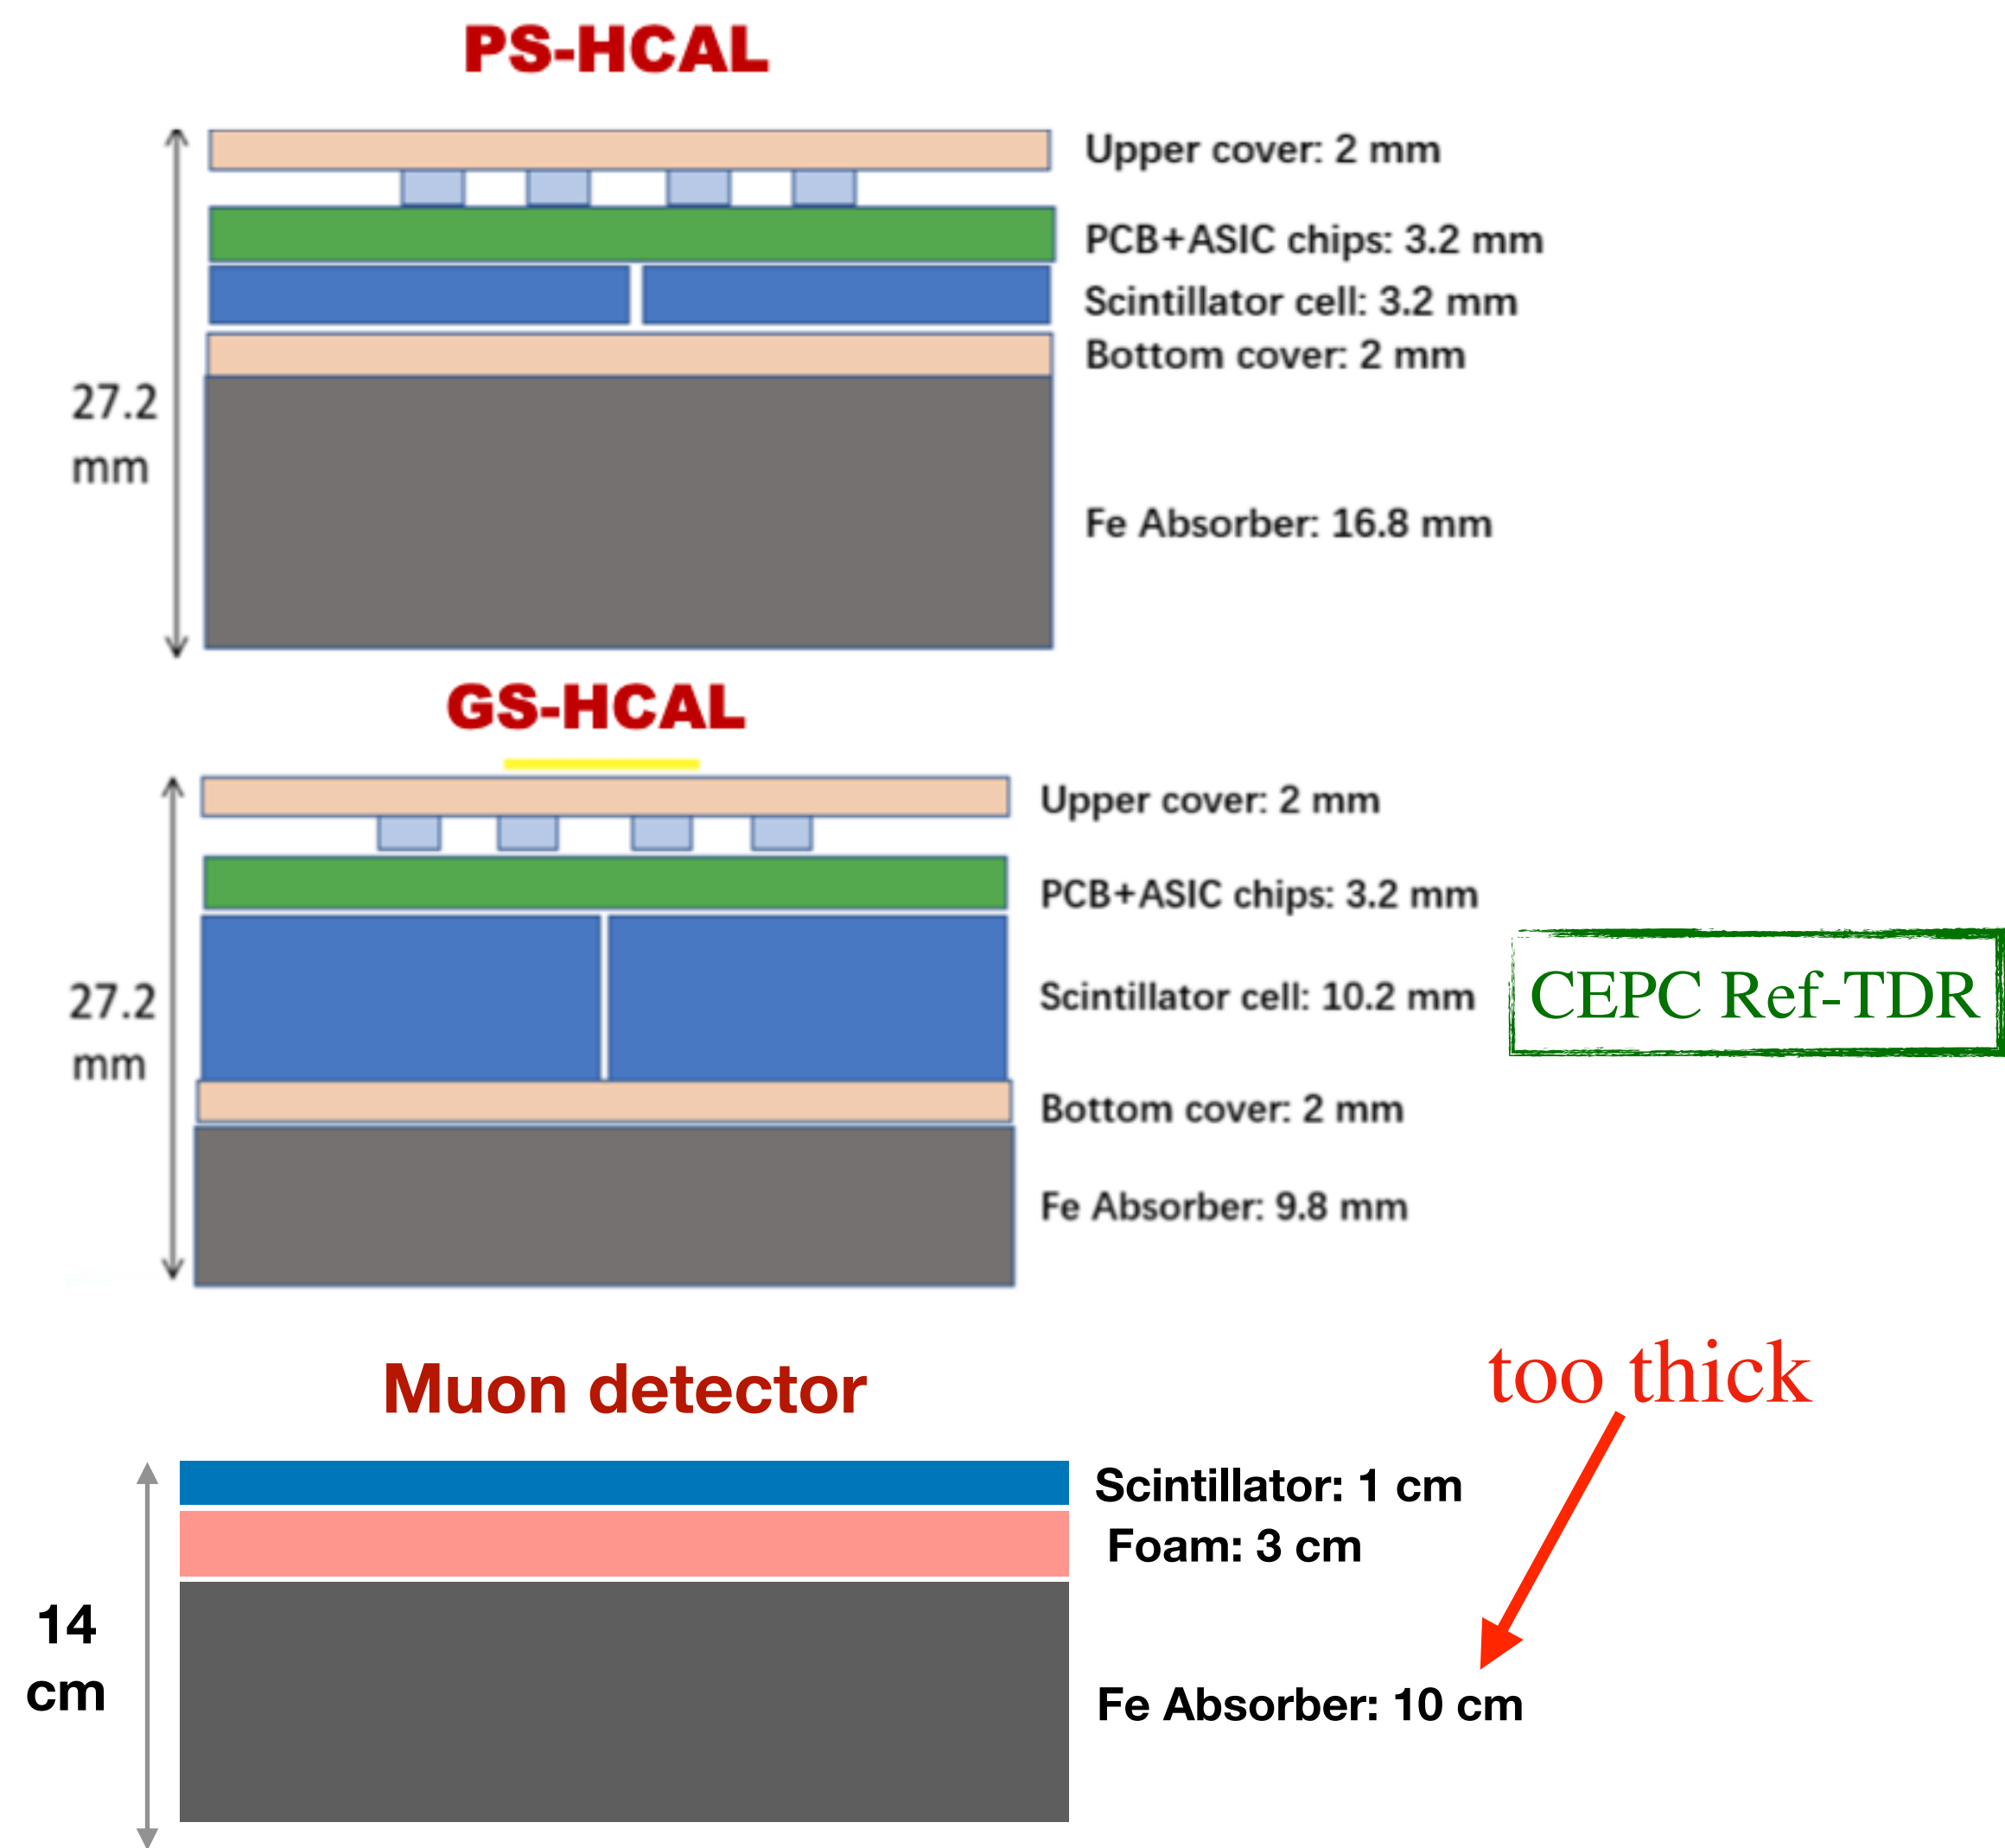 PS-HCAL
Upper cover: 2 mm
PCB+ASIC chips: 3.2 mm
Scintillator cell: 3.2 mm
Bottom cover: 2 mm
27.2
mm
Fe Absorber: 16.8 mm
GS-HCAL
Upper cover: 2 mm
PCB+ASIC chips: 3.2 mm
Scintillator cell: 10.2 mm
CEPC Ref-TDR
27.2
mm
Bottom cover: 2 mm
Fe Absorber: 9.8 mm
too thick
Muon detector
Scintillator: 1 cm
Foam: 3 cm
14
cm
Fe Absorber: 10 cm